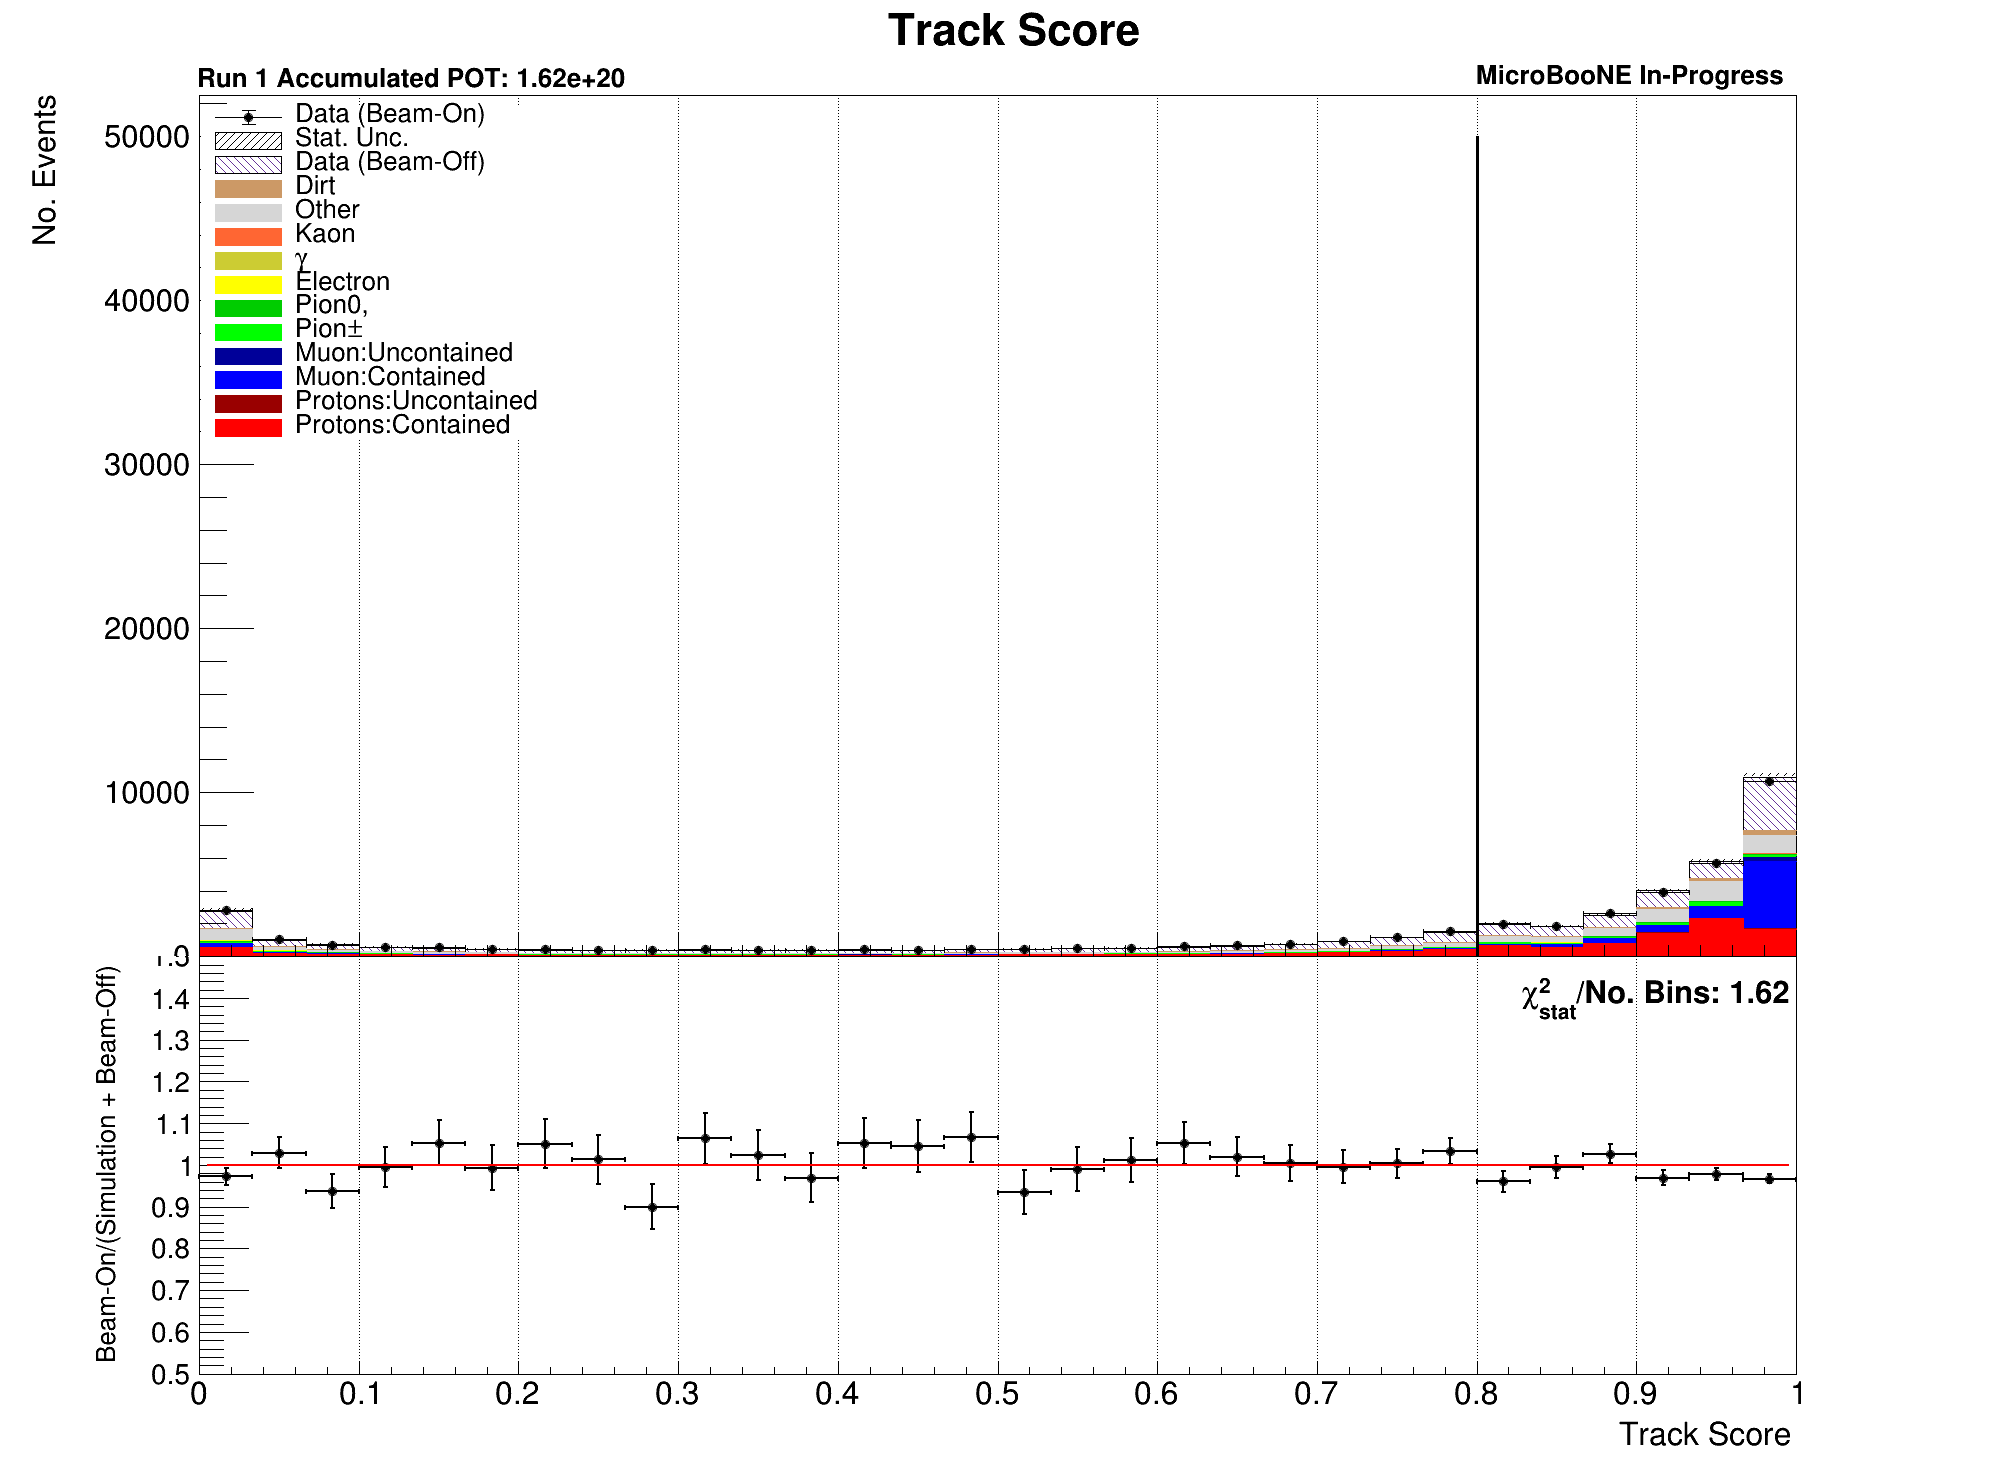 Track Score
Run 1 Accumulated POT: 1.62e+20
MicroBooNE In-Progress
No. Events
50000
40000
30000
20000
10000
0
Data (Beam-On)
Stat. Unc.
Data (Beam-Off)
Dirt
Other
Kaon
γ
Electron
Pion0,
Pion±
Muon:Uncontained
Muon:Contained
Protons:Uncontained
Protons:Contained
χ²stat/No. Bins: 1.62
Beam-On/(Simulation + Beam-Off)
1.4
1.3
1.2
1.1
1
0.9
0.8
0.7
0.6
0.5
0 0.1 0.2 0.3 0.4 0.5 0.6 0.7 0.8 0.9 1
Track Score